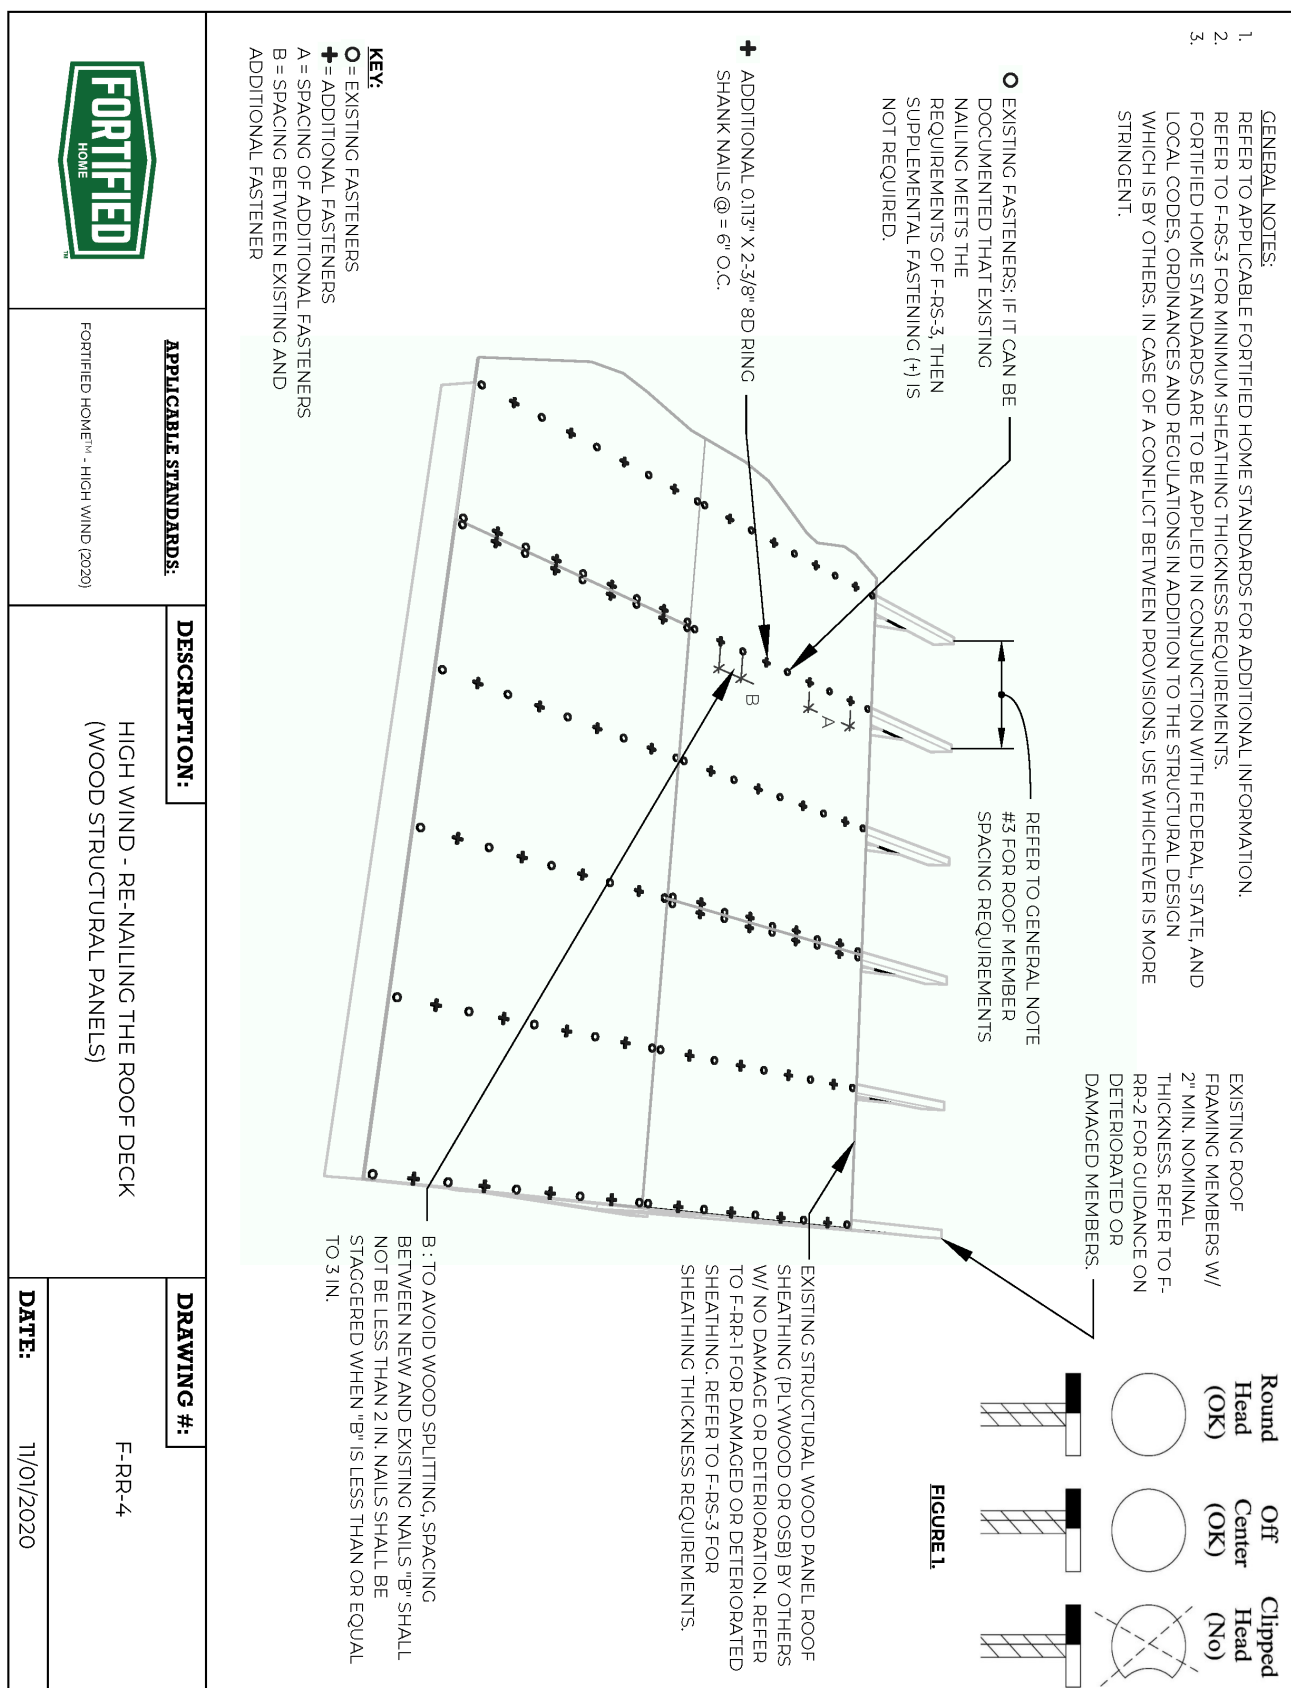 GENERAL NOTES:
1. REFER TO APPLICABLE FORTIFIED HOME STANDARDS FOR ADDITIONAL INFORMATION.
2. REFER TO F-RS-3 FOR MINIMUM SHEATHING THICKNESS REQUIREMENTS.
3. FORTIFIED HOME STANDARDS ARE TO BE APPLIED IN CONJUNCTION WITH FEDERAL, STATE, AND
LOCAL CODES, ORDINANCES AND REGULATIONS IN ADDITION TO THE STRUCTURAL DESIGN
WHICH IS BY OTHERS. IN CASE OF A CONFLICT BETWEEN PROVISIONS, USE WHICHEVER IS MORE
STRINGENT.
O EXISTING FASTENERS; IF IT CAN BE
DOCUMENTED THAT EXISTING
NAILING MEETS THE
REQUIREMENTS OF F-RS-3, THEN
SUPPLEMENTAL FASTENING (+) IS
NOT REQUIRED.
+ ADDITIONAL 0.113" X 2-3/8" 8D RING
SHANK NAILS @ = 6" O.C.
KEY:
O = EXISTING FASTENERS
+ = ADDITIONAL FASTENERS
A = SPACING OF ADDITIONAL FASTENERS
B = SPACING BETWEEN EXISTING AND
ADDITIONAL FASTENER
REFER TO GENERAL NOTE
#3 FOR ROOF MEMBER
SPACING REQUIREMENTS
A
B
EXISTING ROOF
FRAMING MEMBERS W/
2" MIN. NOMINAL
THICKNESS. REFER TO F-
RR-2 FOR GUIDANCE ON
DETERIORATED OR
DAMAGED MEMBERS.
EXISTING STRUCTURAL WOOD PANEL ROOF
SHEATHING (PLYWOOD OR OSB) BY OTHERS
W/ NO DAMAGE OR DETERIORATION. REFER
TO F-RR-1 FOR DAMAGED OR DETERIORATED
SHEATHING. REFER TO F-RS-3 FOR
SHEATHING THICKNESS REQUIREMENTS.
B : TO AVOID WOOD SPLITTING, SPACING
BETWEEN NEW AND EXISTING NAILS "B" SHALL
NOT BE LESS THAN 2 IN. NAILS SHALL BE
STAGGERED WHEN "B" IS LESS THAN OR EQUAL
TO 3 IN.
Round
Head
(OK)
Off
Center
(OK)
Clipped
Head
(No)
FIGURE 1.
FORTIFIED
HOME
TM
APPLICABLE STANDARDS:
FORTIFIED HOME™ - HIGH WIND (2020)
DESCRIPTION:
HIGH WIND - RE-NAILING THE ROOF DECK
(WOOD STRUCTURAL PANELS)
DRAWING #:
F-RR-4
DATE:
11/01/2020